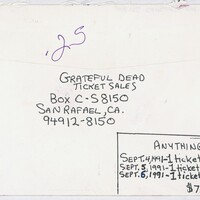 .25
GRATEFUL DEAD
TICKET SALES
BOX C-S8150
SAN RAFAEL, CA.
94912-8150
ANYTHING
SEPT. 4, 1991-1 ticket
SEPT. 5, 1991-1 ticket
SEPT. 6, 1991-1 ticket
$7